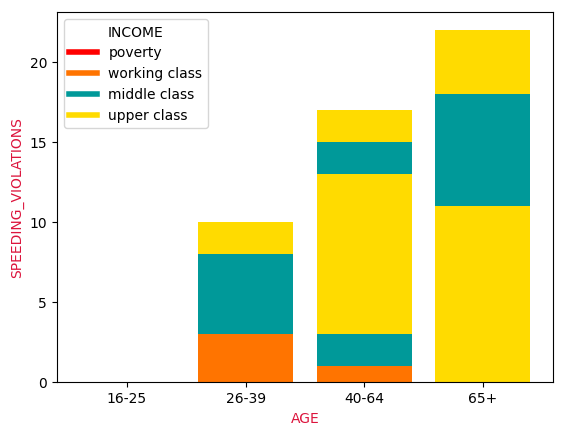 INCOME
poverty
working class
middle class
upper class
SPEEDING_VIOLATIONS
20
15
10
5
0
16-25 26-39 40-64 65+
AGE